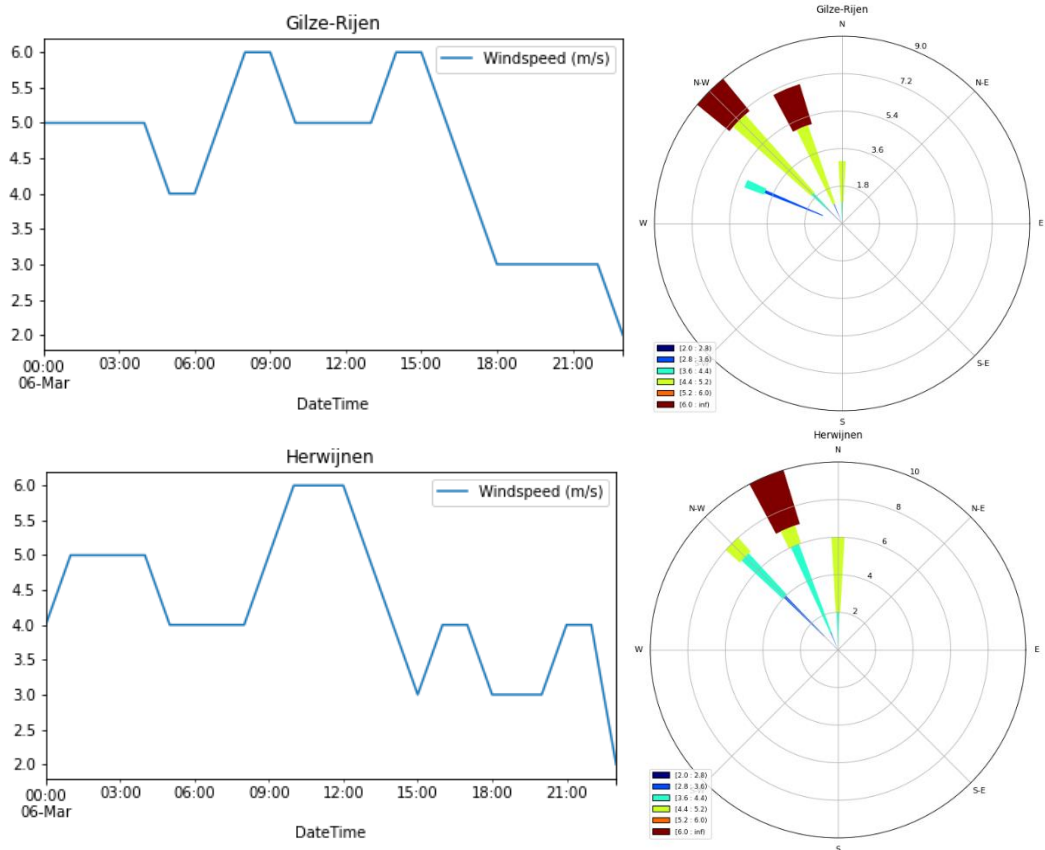 Gilze-Rijen
Windspeed (m/s)
6.0
5.5
5.0
4.5
4.0
3.5
3.0
2.5
2.0
00:00
06-Mar
03:00
06:00
09:00
12:00
15:00
18:00
21:00
DateTime
Gilze-Rijen
N
N-W
N-E
W
E
S-E
S
9.0
7.2
5.4
3.6
1.8
[2.0 : 2.8)
[2.8 : 3.6)
[3.6 : 4.4)
[4.4 : 5.2)
[5.2 : 6.0)
[6.0 : inf)
Herwijnen
Windspeed (m/s)
6.0
5.5
5.0
4.5
4.0
3.5
3.0
2.5
2.0
00:00
06-Mar
03:00
06:00
09:00
12:00
15:00
18:00
21:00
DateTime
Herwijnen
N
N-W
N-E
W
E
S-E
S
10
8
6
4
2
[2.0 : 2.8)
[2.8 : 3.6)
[3.6 : 4.4)
[4.4 : 5.2)
[5.2 : 6.0)
[6.0 : inf)